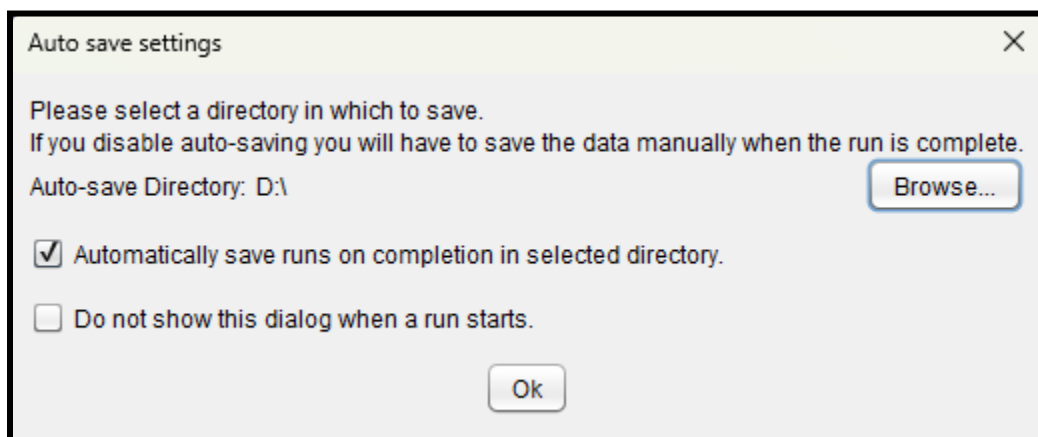 Auto save settings
Please select a directory in which to save.
If you disable auto-saving you will have to save the data manually when the run is complete.
Auto-save Directory: D:\
Browse...
Automatically save runs on completion in selected directory.
Do not show this dialog when a run starts.
Ok